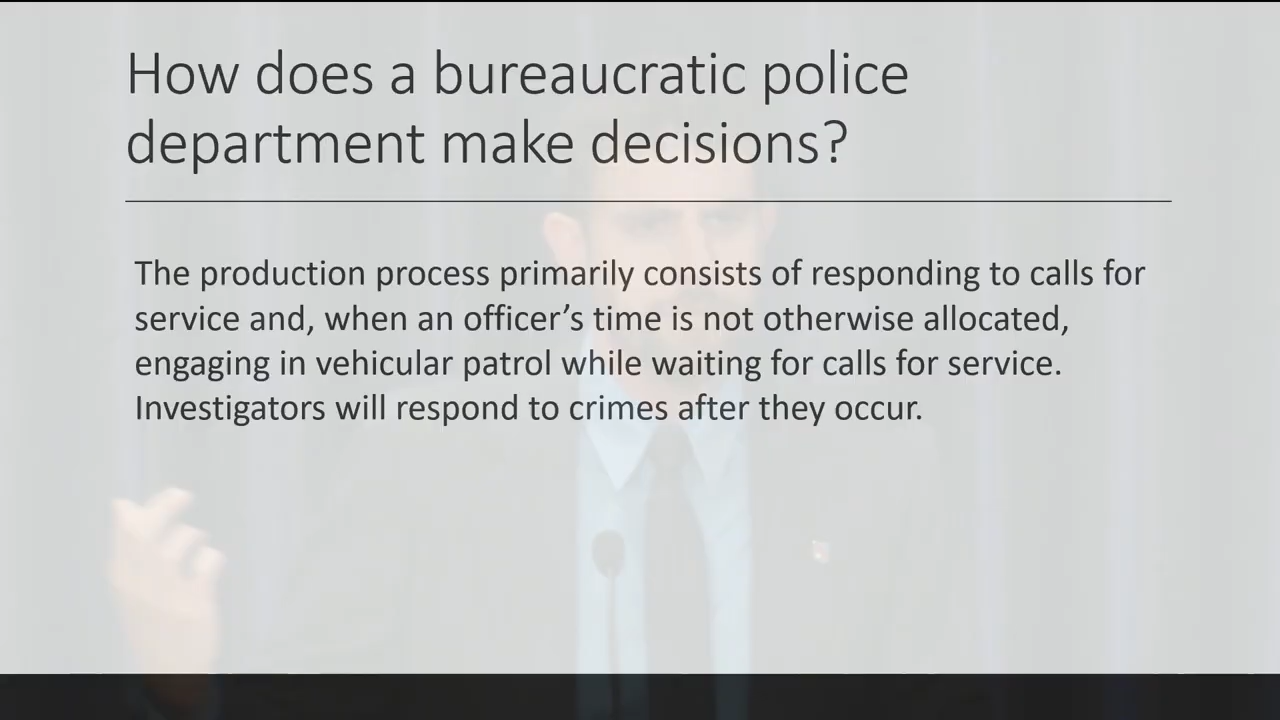 How does a bureaucratic police
department make decisions?
The production process primarily consists of responding to calls for
service and, when an officer’s time is not otherwise allocated,
engaging in vehicular patrol while waiting for calls for service.
Investigators will respond to crimes after they occur.